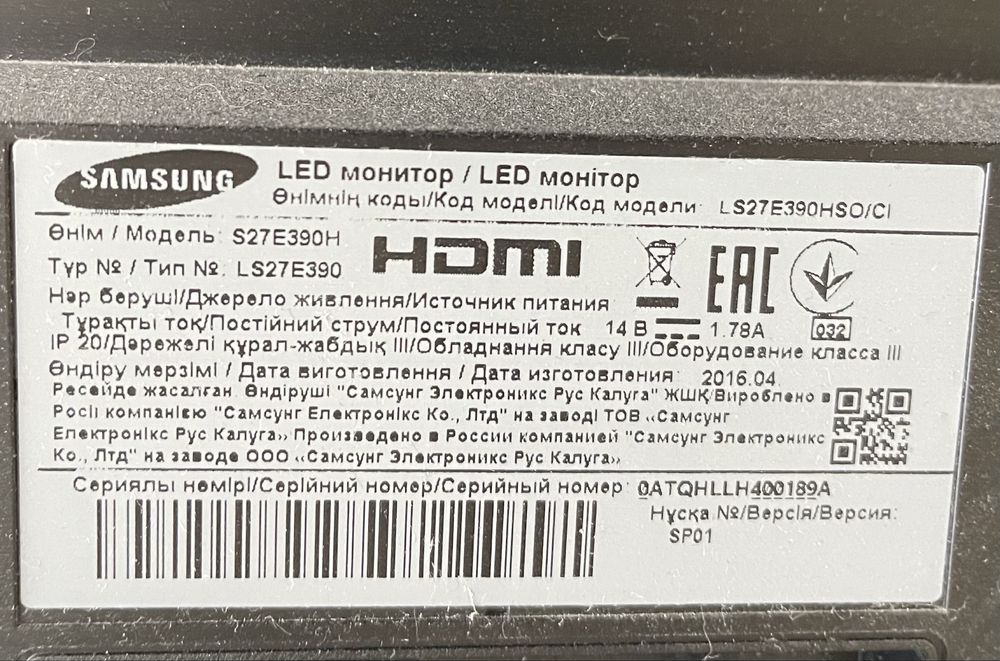 SAMSUNG
LED монитор / LED монітор
Өнімнің коды/Код моделі/Код модели: LS27E390HSO/CI
Өнім / Модель: S27E390H
HDMI
EAC
Түр № / Тип №: LS27E390
Нәр беруші/Джерело живлення/Источник питания
Тұрақты тоқ/Постійний струм/Постоянный ток 14 В 1.78A
032
IP 20/Дәрежелі құрал-жабдық III/Обладнання класу III/Оборудование класса III
Өндіру мерзімі / Дата виготовлення / Дата изготовления: 2016.04.
Ресейде жасалған. Өндіруші "Самсунг Электроникс Рус Калуга" ЖШҚ/Вироблено в
Росії компанією "Самсунг Електронікс Ко., Лтд" на заводі ТОВ «Самсунг
Електронікс Рус Калуга» Произведено в России компанией "Самсунг Электроникс
Ко., Лтд" на заводе ООО «Самсунг Электроникс Рус Калуга»
Сериялы немірі/Серійний номер/Серийный номер: 0ATQHLLH400189A
Нұсқа №/Версія/Версия:
SP01